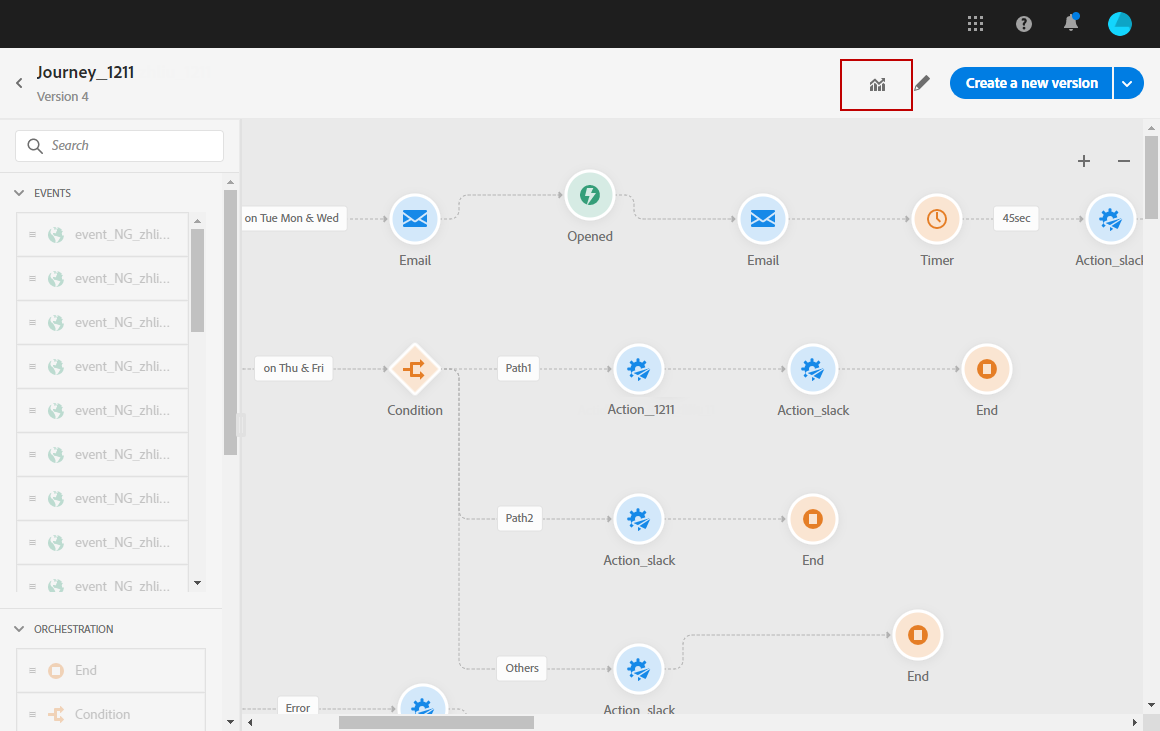 Journey_1211
Version 4
Create a new version
Search
EVENTS
event_NG_zhli...
event_NG_zhli...
event_NG_zhli...
event_NG_zhli...
event_NG_zhli...
event_NG_zhli...
event_NG_zhli...
event_NG_zhli...
event_NG_zhli...
ORCHESTRATION
End
Condition
on Tue Mon & Wed
Email
Opened
Email
Timer
45sec
Action_slack
on Thu & Fri
Condition
Path1
Action_1211
Action_slack
End
Path2
Action_slack
End
Others
Action_slack
End
Error